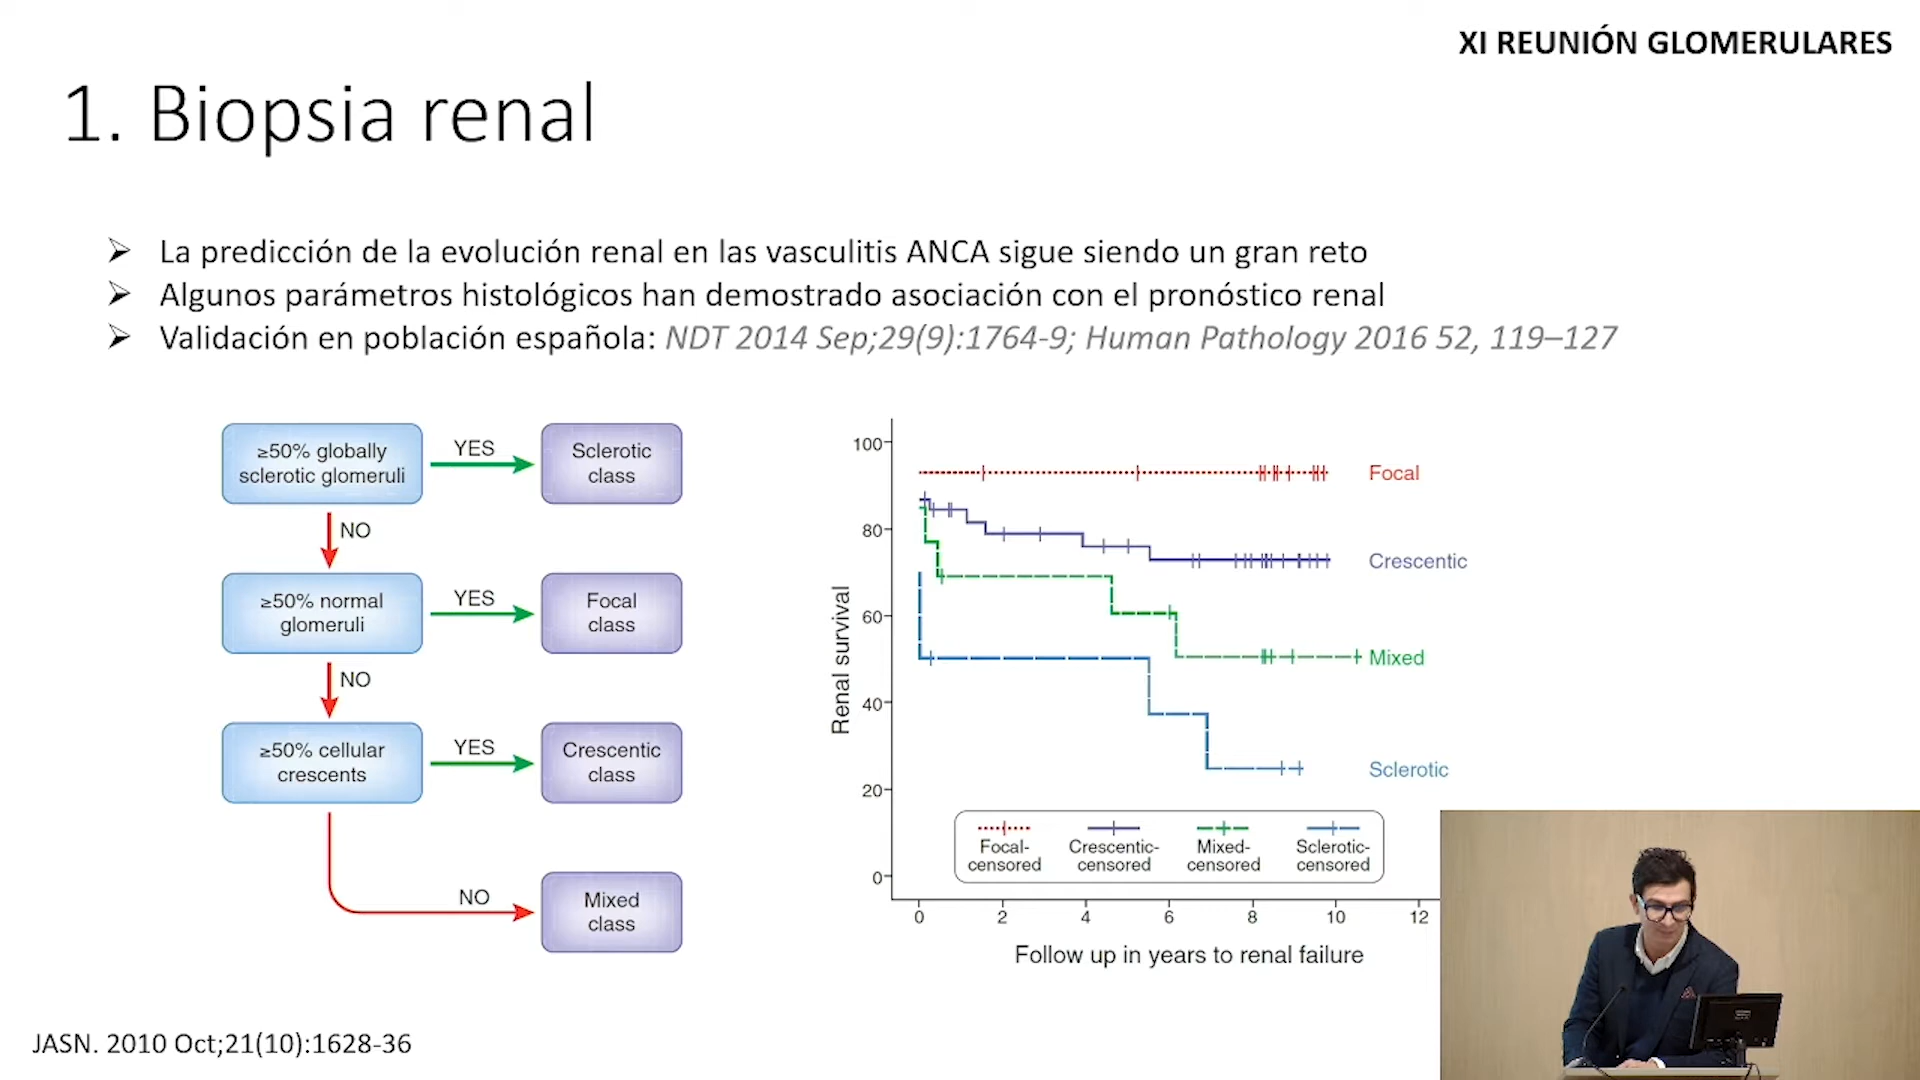 XI REUNIÓN GLOMERULARES
1. Biopsia renal
➢ La predicción de la evolución renal en las vasculitis ANCA sigue siendo un gran reto
➢ Algunos parámetros histológicos han demostrado asociación con el pronóstico renal
➢ Validación en población española: NDT 2014 Sep;29(9):1764-9; Human Pathology 2016 52, 119–127
≥50% globally
sclerotic glomeruli
YES
Sclerotic
class
NO
≥50% normal
glomeruli
YES
Focal
class
NO
≥50% cellular
crescents
YES
Crescentic
class
NO
Mixed
class
Renal survival
100
80
60
40
20
0
Focal
Crescentic
Mixed
Sclerotic
Focal-
censored
Crescentic-
censored
Mixed-
censored
Sclerotic-
censored
0 2 4 6 8 10 12
Follow up in years to renal failure
JASN. 2010 Oct;21(10):1628-36